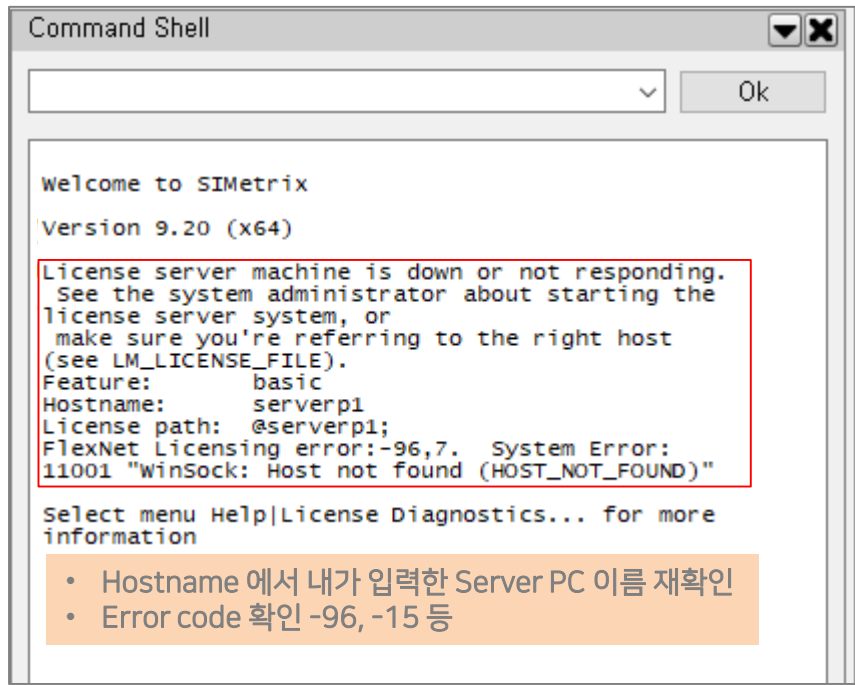 Command Shell
Ok
Welcome to SIMetrix
Version 9.20 (x64)
License server machine is down or not responding.
See the system administrator about starting the
license server system, or
make sure you're referring to the right host
(see LM_LICENSE_FILE).
Feature: basic
Hostname: serverp1
License path: @serverp1;
FlexNet Licensing error:-96,7. System Error:
11001 "WinSock: Host not found (HOST_NOT_FOUND)"
Select menu Help|License Diagnostics... for more
information
• Hostname 에서 내가 입력한 Server PC 이름 재확인
• Error code 확인 -96, -15 등